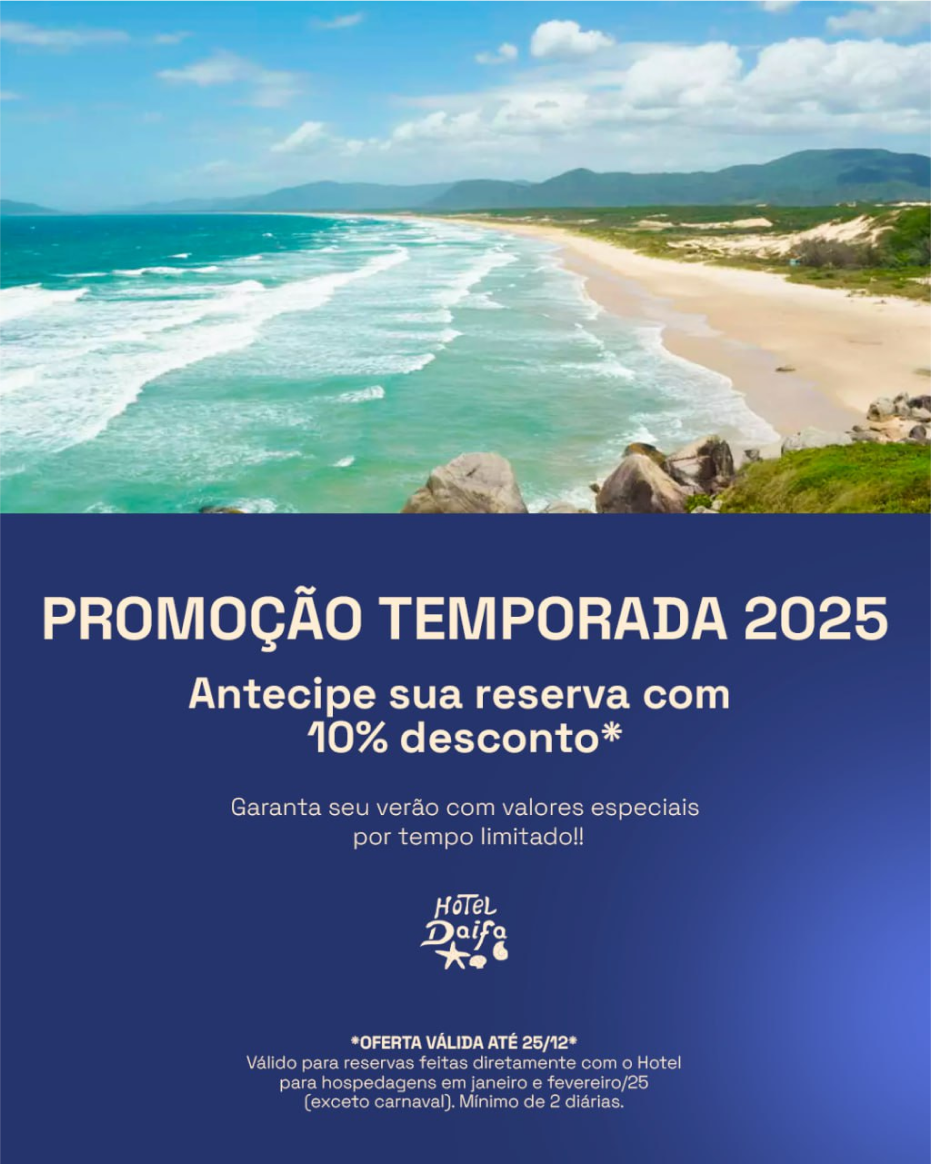 PROMOÇÃO TEMPORADA 2025
Antecipe sua reserva com
10% desconto*
Garanta seu verão com valores especiais
por tempo limitado!!
HoTeL
Daifa
*OFERTA VÁLIDA ATÉ 25/12*
Válido para reservas feitas diretamente com o Hotel
para hospedagens em janeiro e fevereiro/25
(exceto carnaval). Mínimo de 2 diárias.